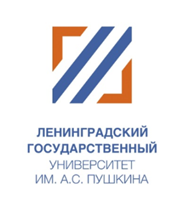 ЛЕНИНГРАДСКИЙ
ГОСУДАРСТВЕННЫЙ
УНИВЕРСИТЕТ
ИМ. А.С. ПУШКИНА